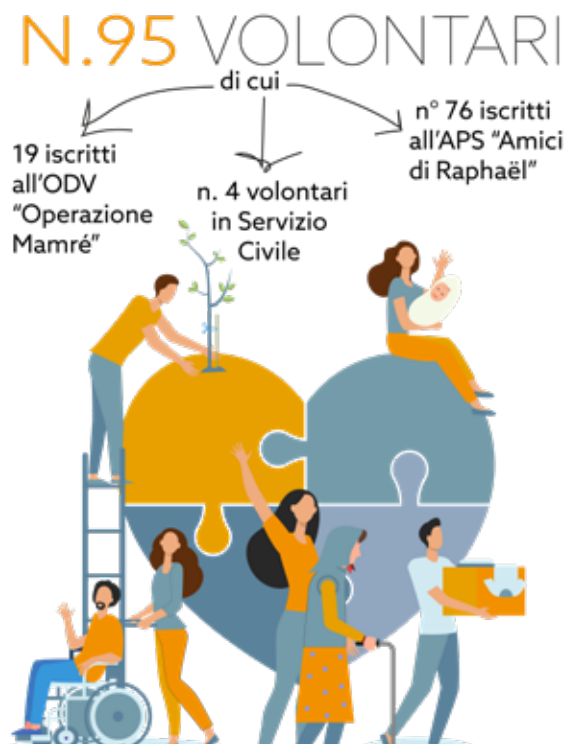 N.95 VOLONTARI
di cui
19 iscritti
all'ODV
"Operazione
Mamré"
n. 4 volontari
in Servizio
Civile
n° 76 iscritti
all'APS "Amici
di Raphaël"